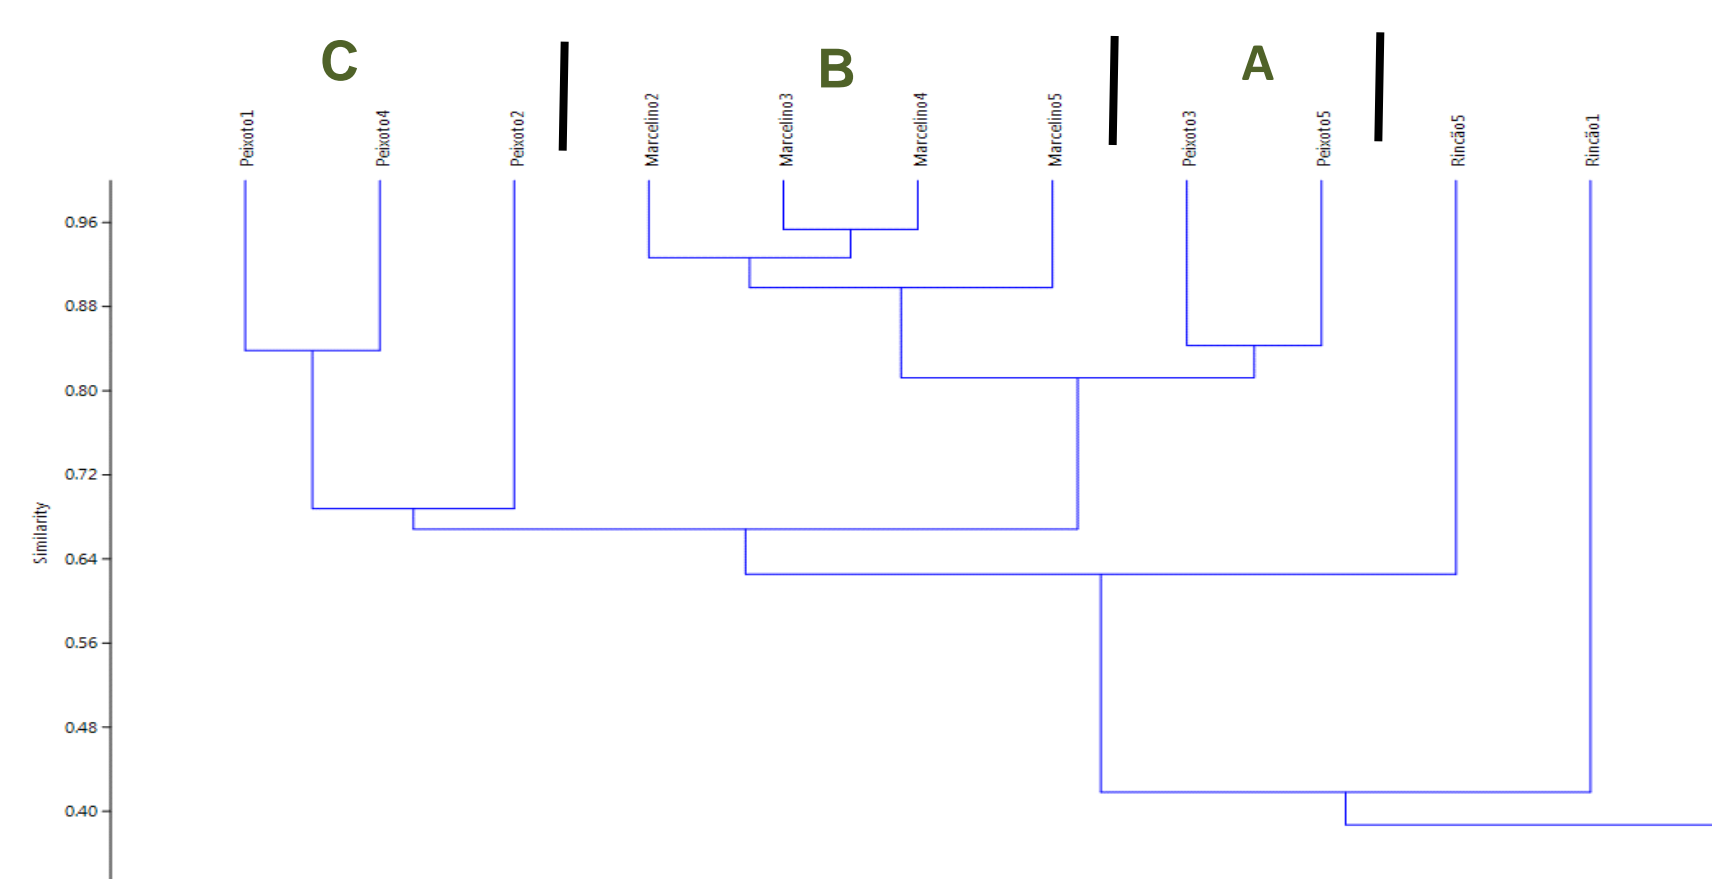 C
B
A
Peixoto1
Peixoto4
Peixoto2
Marcelino2
Marcelino3
Marcelino4
Marcelino5
Peixoto3
Peixoto5
Rincão5
Rincão1
0.96
0.88
0.80
0.72
0.64
0.56
0.48
0.40
Similarity